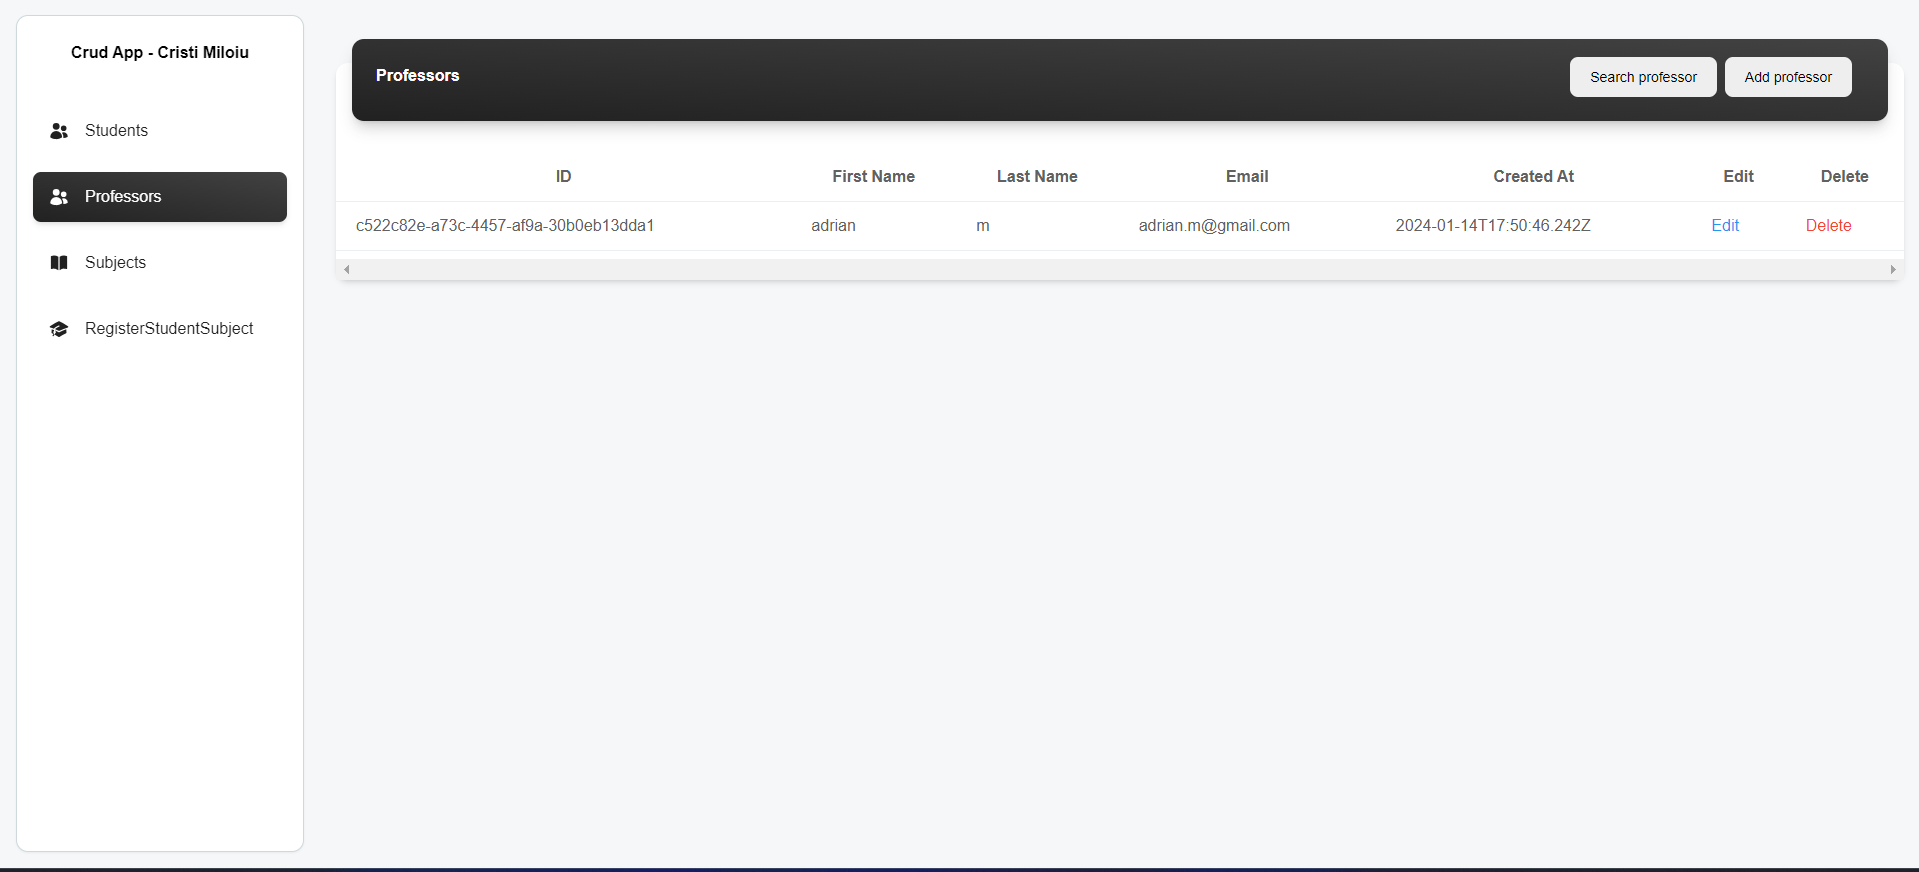 Crud App - Cristi Miloiu
Students
Professors
Subjects
RegisterStudentSubject
Professors
Search professor Add professor
ID First Name Last Name Email Created At Edit Delete
c522c82e-a73c-4457-af9a-30b0eb13dda1 adrian m adrian.m@gmail.com 2024-01-14T17:50:46.242Z Edit Delete